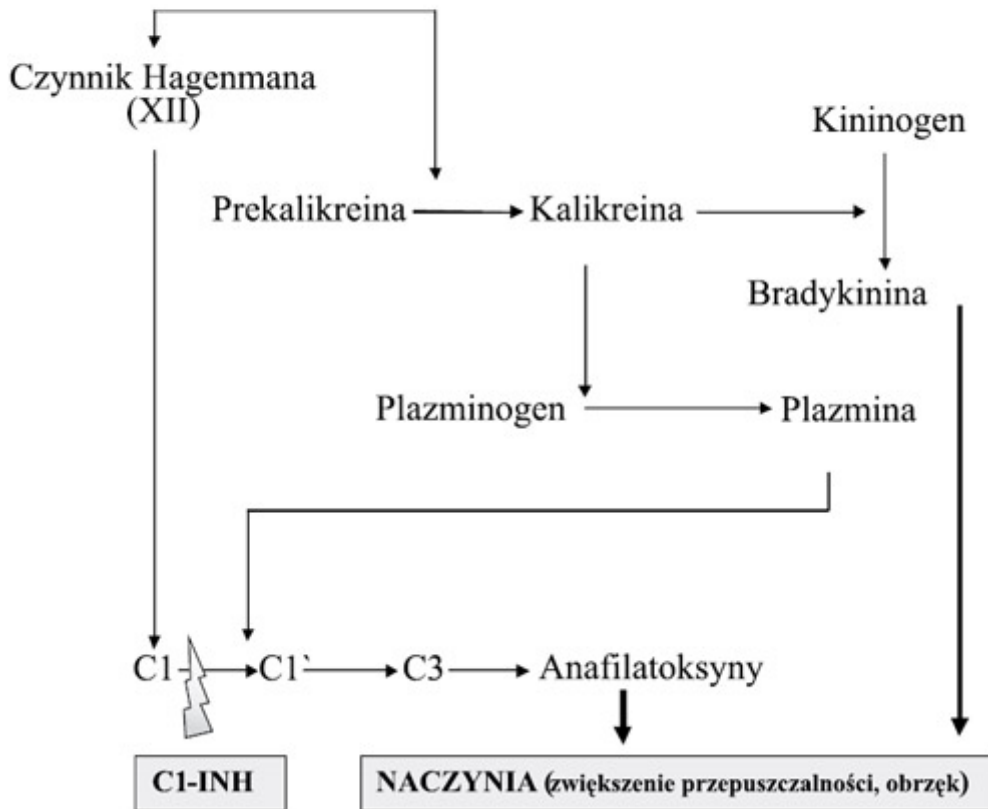 Czynnik Hagenmana
(XII)
Kininogen
Prekalikreina
Kalikreina
Bradykinina
Plazminogen
Plazmina
C1
C1`
C3
Anafilatoksyny
C1-INH
NACZYNIA (zwiększenie przepuszczalności, obrzęk)